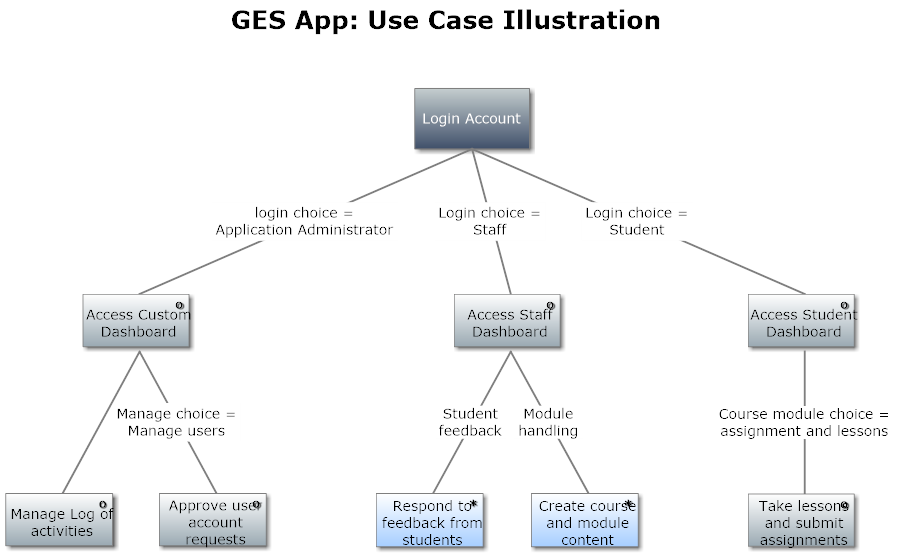 GES App: Use Case Illustration
Login Account
login choice =
Application Administrator
Login choice =
Staff
Login choice =
Student
Access Custom
Dashboard
Access Staff
Dashboard
Access Student
Dashboard
Manage choice =
Manage users
Student
feedback
Module
handling
Course module choice =
assignment and lessons
Manage Log of
activities
Approve user
account
requests
Respond to
feedback from
students
Create course
and module
content
Take lessons
and submit
assignments